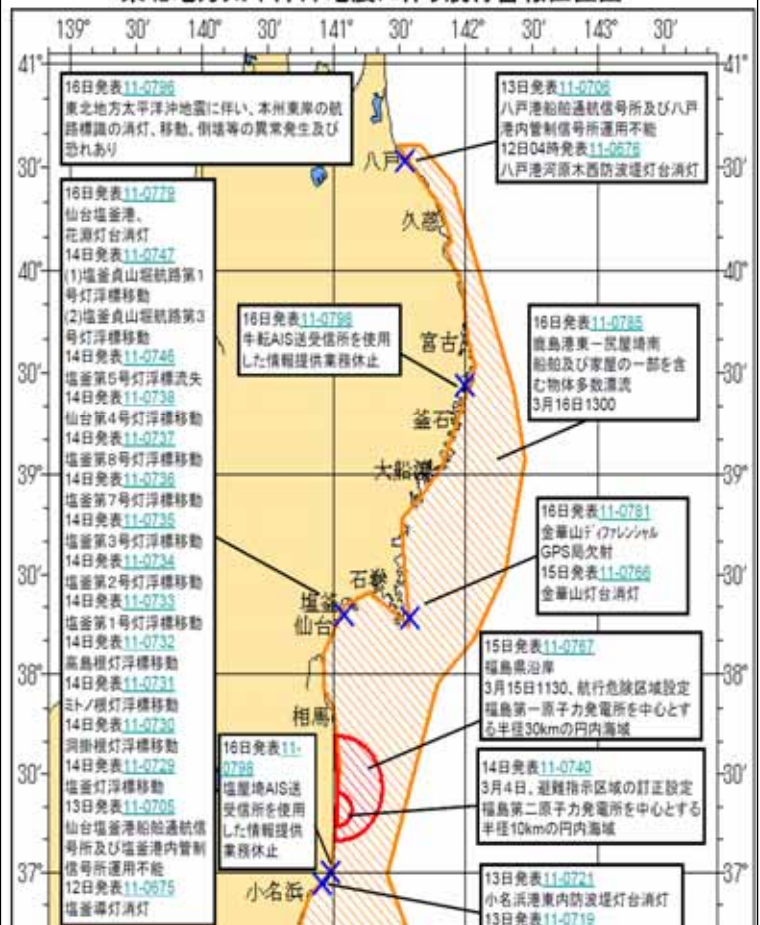 139° 30′ 140° 30′ 141° 30′ 142° 30′ 143° 30′
41°
41°
16日発表11-0796
東北地方太平洋沖地震に伴い、本州東岸の航
路標識の消灯、移動、倒壊等の異常発生及び
恐れあり
13日発表11-0706
八戸港船舶通航信号所及び八戸
港内管制信号所運用不能
12日04時発表11-0676
八戸港河原木西防波堤灯台消灯
八戸
30′
30′
16日発表11-0779
仙台塩釜港、
花淵灯台消灯
14日発表11-0747
(1)塩釜貞山堀航路第1
号灯浮標移動
(2)塩釜貞山堀航路第3
号灯浮標移動
14日発表11-0746
塩釜第5号灯浮標流失
14日発表11-0738
仙台第4号灯浮標移動
14日発表11-0737
塩釜第8号灯浮標移動
14日発表11-0736
塩釜第7号灯浮標移動
14日発表11-0735
塩釜第3号灯浮標移動
14日発表11-0734
塩釜第2号灯浮標移動
14日発表11-0733
塩釜第1号灯浮標移動
14日発表11-0732
高島根灯浮標移動
14日発表11-0731
ミトノ根灯浮標移動
14日発表11-0730
洞掛根灯浮標移動
14日発表11-0729
塩釜灯浮標移動
13日発表11-0705
仙台塩釜港船舶通航信
号所及び塩釜港内管制
信号所運用不能
12日発表11-0675
塩釜導灯消灯
久慈
40°
40°
16日発表11-0798
牛転AIS送受信所を使用
した情報提供業務休止
宮古
16日発表11-0785
鹿島港東―尻屋埼南
船舶及び家屋の一部を含
む物体多数漂流
3月16日1300
30′
30′
釜石
大船渡
39°
39°
16日発表11-0781
金華山ディファレンシャル
GPS局欠射
15日発表11-0766
金華山灯台消灯
30′
30′
石巻
塩釜
仙台
15日発表11-0767
福島県沿岸
3月15日1130、航行危険区域設定
福島第一原子力発電所を中心とす
る半径30kmの円内海域
38°
38°
相馬
16日発表11-
0798
塩屋埼AIS送
受信所を使用
した情報提供
業務休止
14日発表11-0740
3月4日、避難指示区域の訂正設定
福島第二原子力発電所を中心とする
半径10kmの円内海域
30′
30′
37°
37°
小名浜
13日発表11-0721
小名浜港東内防波堤灯台消灯
13日発表11-0719